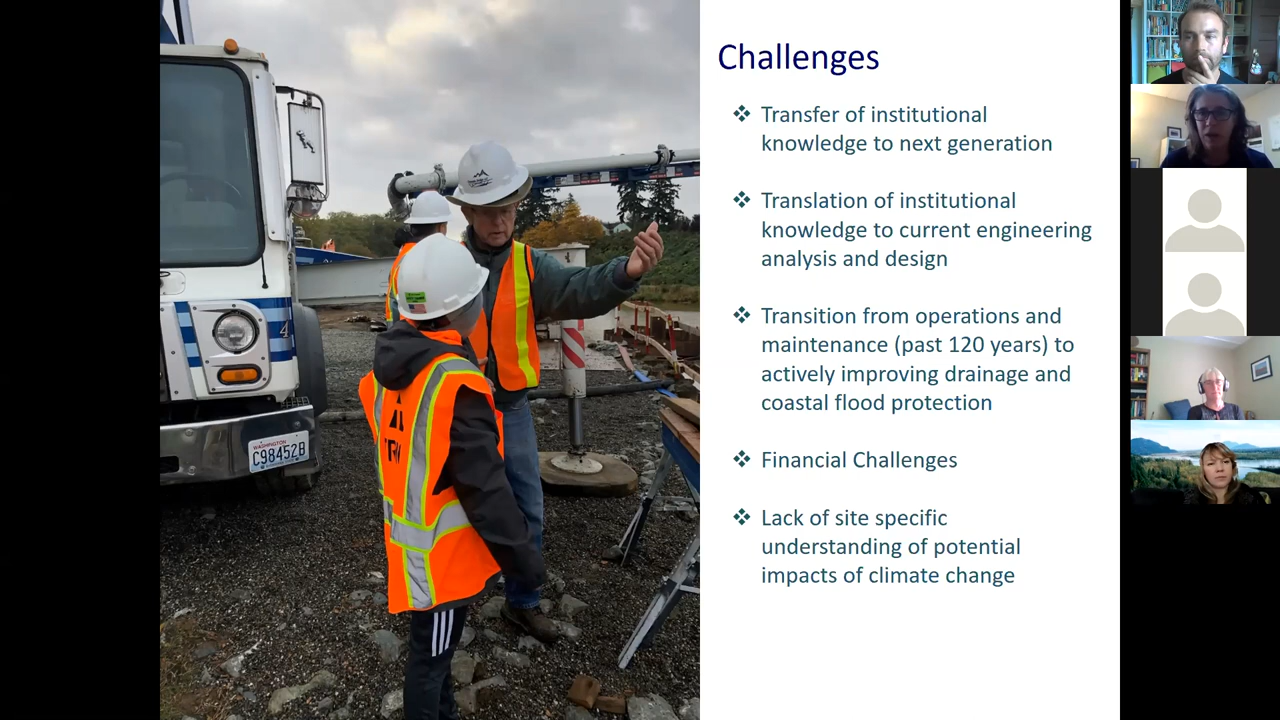 Challenges
❖ Transfer of institutional
knowledge to next generation
❖ Translation of institutional
knowledge to current engineering
analysis and design
❖ Transition from operations and
maintenance (past 120 years) to
actively improving drainage and
coastal flood protection
❖ Financial Challenges
❖ Lack of site specific
understanding of potential
impacts of climate change
4
WASHINGTON
C98452B